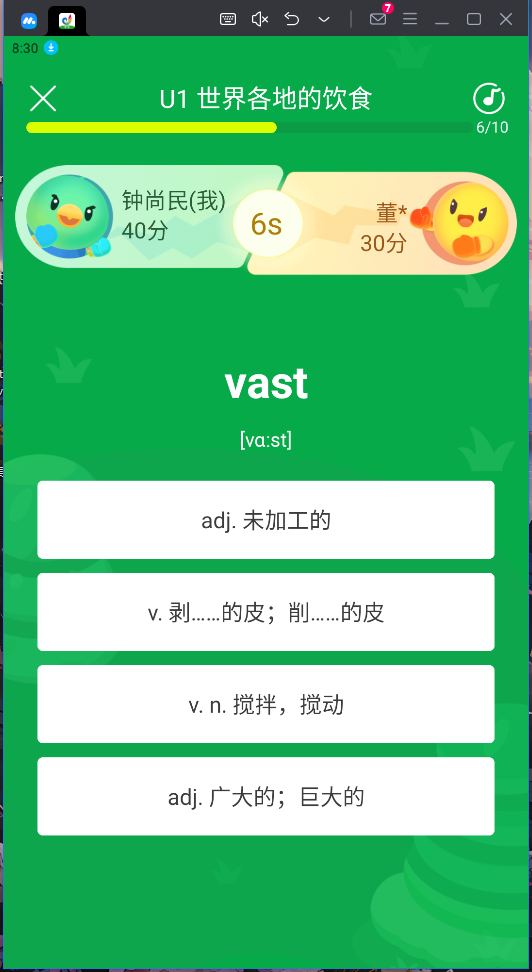 7
8:30
U1 世界各地的饮食
6/10
钟尚民(我)
40分
6s
董*
30分
vast
[vɑːst]
adj. 未加工的
v. 剥……的皮；削……的皮
v. n. 搅拌，搅动
adj. 广大的；巨大的